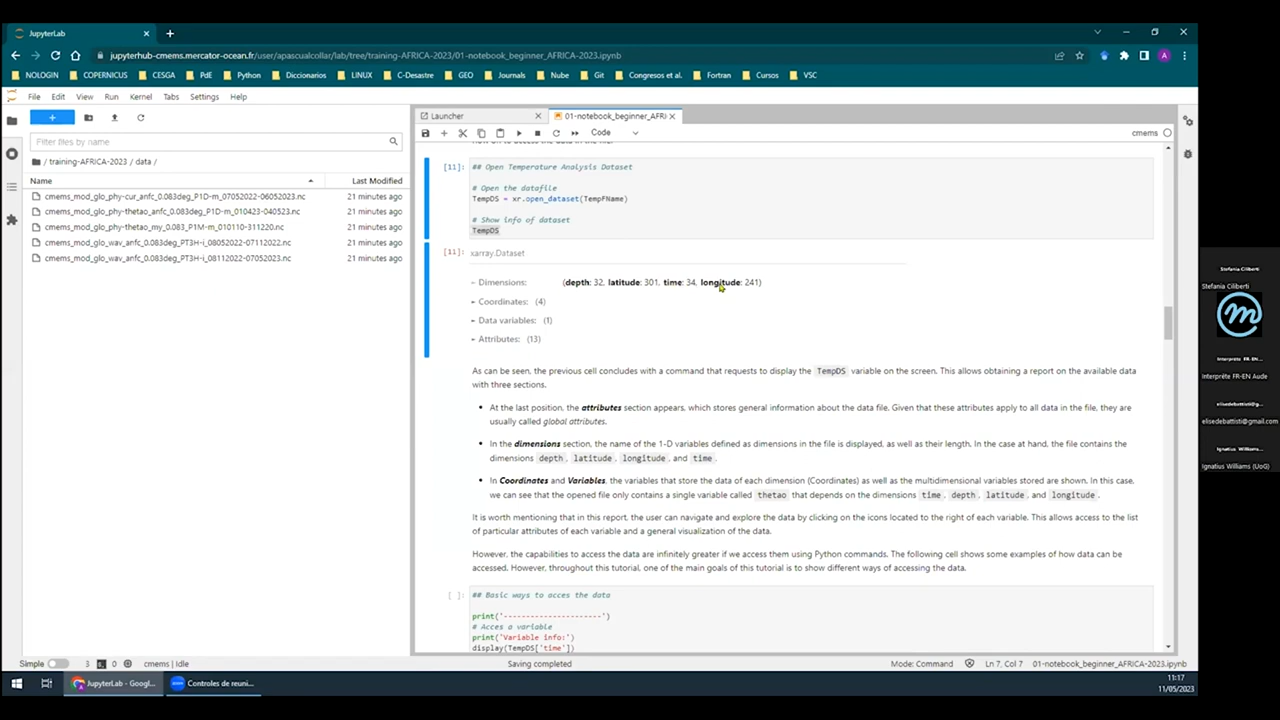 JupyterLab
jupyterhub-cmems.mercator-ocean.fr/user/apascualcollar/lab/tree/training-AFRICA-2023/01-notebook_beginner_AFRICA-2023.ipynb
NOLOGIN COPERNICUS CESGA PdE Python Diccionarios LINUX C-Desastre GEO Journals Nube Git Congresos et al. Fortran Cursos VSC
File Edit View Run Kernel Tabs Settings Help
Launcher
01-notebook_beginner_AFRI
Code
cmems
Filter files by name
/ training-AFRICA-2023 / data /
Name Last Modified
cmems_mod_glo_phy-cur_anfc_0.083deg_P1D-m_07052022-06052023.nc 21 minutes ago
cmems_mod_glo_phy-thetao_anfc_0.083deg_P1D-m_010423-040523.nc 21 minutes ago
cmems_mod_glo_phy-thetao_my_0.083_P1M-m_010110-311220.nc 21 minutes ago
cmems_mod_glo_wav_anfc_0.083deg_PT3H-i_08052022-07112022.nc 21 minutes ago
cmems_mod_glo_wav_anfc_0.083deg_PT3H-i_08112022-07052023.nc 21 minutes ago
[11]: ## Open Temperature Analysis Dataset
# Open the datafile
TempDS = xr.open_dataset(TempFName)
# Show info of dataset
TempDS
[11]: xarray.Dataset
Dimensions: (depth: 32, latitude: 301, time: 34, longitude: 241)
Coordinates: (4)
Data variables: (1)
Attributes: (13)
As can be seen, the previous cell concludes with a command that requests to display the TempDS variable on the screen. This allows obtaining a report on the available data
with three sections.
• At the last position, the attributes section appears, which stores general information about the data file. Given that these attributes apply to all data in the file, they are
usually called global attributes.
• In the dimensions section, the name of the 1-D variables defined as dimensions in the file is displayed, as well as their length. In the case at hand, the file contains the
dimensions depth, latitude, longitude, and time.
• In Coordinates and Variables, the variables that store the data of each dimension (Coordinates) as well as the multidimensional variables stored are shown. In this case,
we can see that the opened file only contains a single variable called thetao that depends on the dimensions time, depth, latitude, and longitude.
It is worth mentioning that in this report, the user can navigate and explore the data by clicking on the icons located to the right of each variable. This allows access to the list
of particular attributes of each variable and a general visualization of the data.
However, the capabilities to access the data are infinitely greater if we access them using Python commands. The following cell shows some examples of how data can be
accessed. However, throughout this tutorial, one of the main goals of this tutorial is to show different ways of accessing the data.
[ ]: ## Basic ways to acces the data
print('----------------------')
# Acces a variable
print('Variable info:')
display(TempDS['time'])
Simple 3 0 cmems | Idle Saving completed Mode: Command Ln 7, Col 7 01-notebook_beginner_AFRICA-2023.ipynb
JupyterLab - Googl...
Controles de reuni...
11:17
11/05/2023
Stefania Ciliberti
Stefania Ciliberti
Interprète FR-EN
Interprète FR-EN Aude
elisedebattisti@g...
elisedebattisti@gmail.com
Ignatius Williams...
Ignatius Williams (UoG)